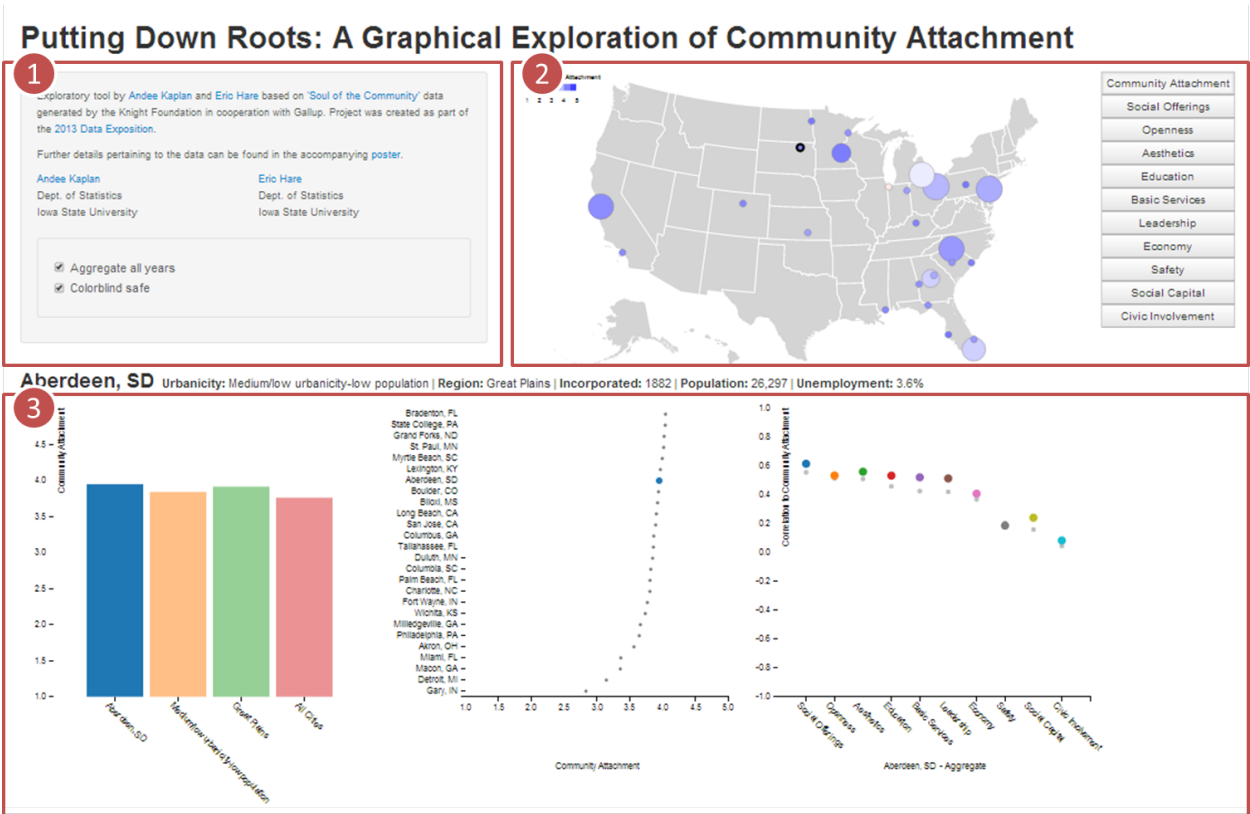 Putting Down Roots: A Graphical Exploration of Community Attachment
1
Exploratory tool by Andee Kaplan and Eric Hare based on 'Soul of the Community' data
generated by the Knight Foundation in cooperation with Gallup. Project was created as part of
the 2013 Data Exposition.
Further details pertaining to the data can be found in the accompanying poster.
Andee Kaplan
Dept. of Statistics
Iowa State University
Eric Hare
Dept. of Statistics
Iowa State University
Aggregate all years
Colorblind safe
2
Attachment
1 2 3 4 5
Community Attachment
Social Offerings
Openness
Aesthetics
Education
Basic Services
Leadership
Economy
Safety
Social Capital
Civic Involvement
Aberdeen, SD Urbanicity: Medium/low urbanicity-low population | Region: Great Plains | Incorporated: 1882 | Population: 26,297 | Unemployment: 3.6%
3
Community Attachment
4.5
4.0
3.5
3.0
2.5
2.0
1.5
1.0
Aberdeen, SD
Medium/low urbanicity-low population
Great Plains
All Cities
Bradenton, FL
State College, PA
Grand Forks, ND
St. Paul, MN
Myrtle Beach, SC
Lexington, KY
Aberdeen, SD
Boulder, CO
Biloxi, MS
Long Beach, CA
San Jose, CA
Columbus, GA
Tallahassee, FL
Duluth, MN
Columbia, SC
Palm Beach, FL
Charlotte, NC
Fort Wayne, IN
Wichita, KS
Milledgeville, GA
Philadelphia, PA
Akron, OH
Miami, FL
Macon, GA
Detroit, MI
Gary, IN
1.0 1.5 2.0 2.5 3.0 3.5 4.0 4.5 5.0
Community Attachment
Correlation to Community Attachment
1.0
0.8
0.6
0.4
0.2
0.0
-0.2
-0.4
-0.6
-0.8
-1.0
Social Offerings
Openness
Aesthetics
Education
Basic Services
Leadership
Economy
Safety
Social Capital
Civic Involvement
Aberdeen, SD - Aggregate